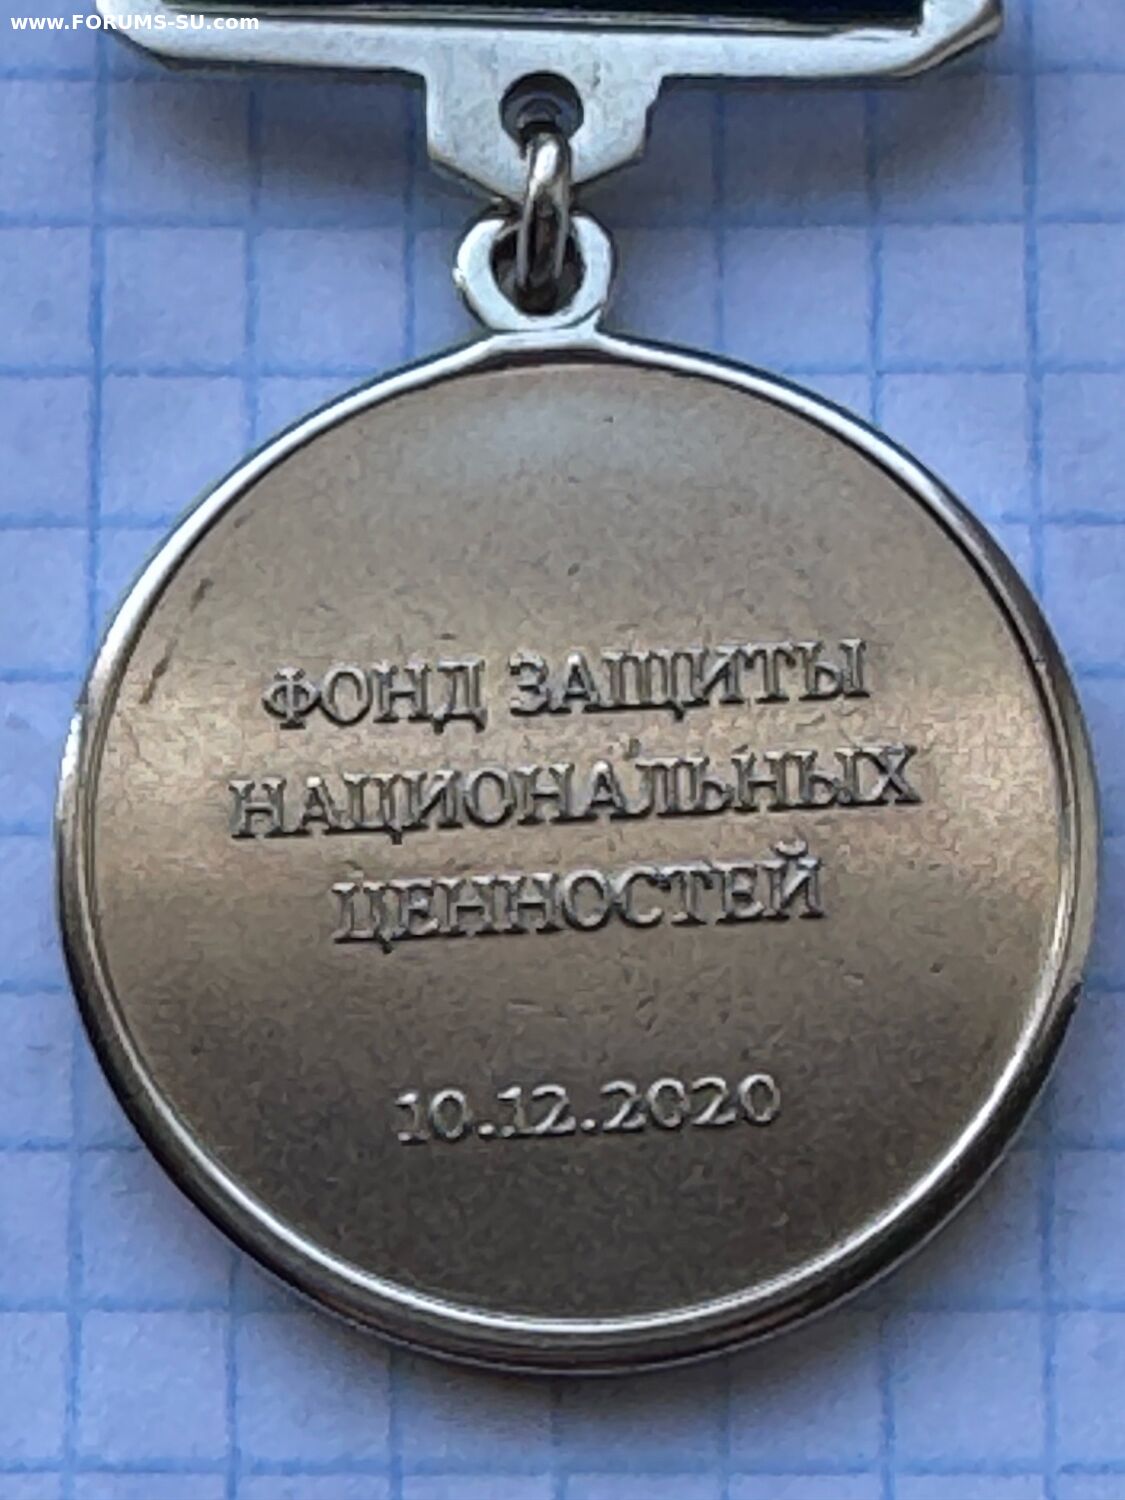 www.FORUMS-SU.com
ФОНД ЗАЩИТЫ
НАЦИОНАЛЬНЫХ
ЦЕННОСТЕЙ
10.12.2020